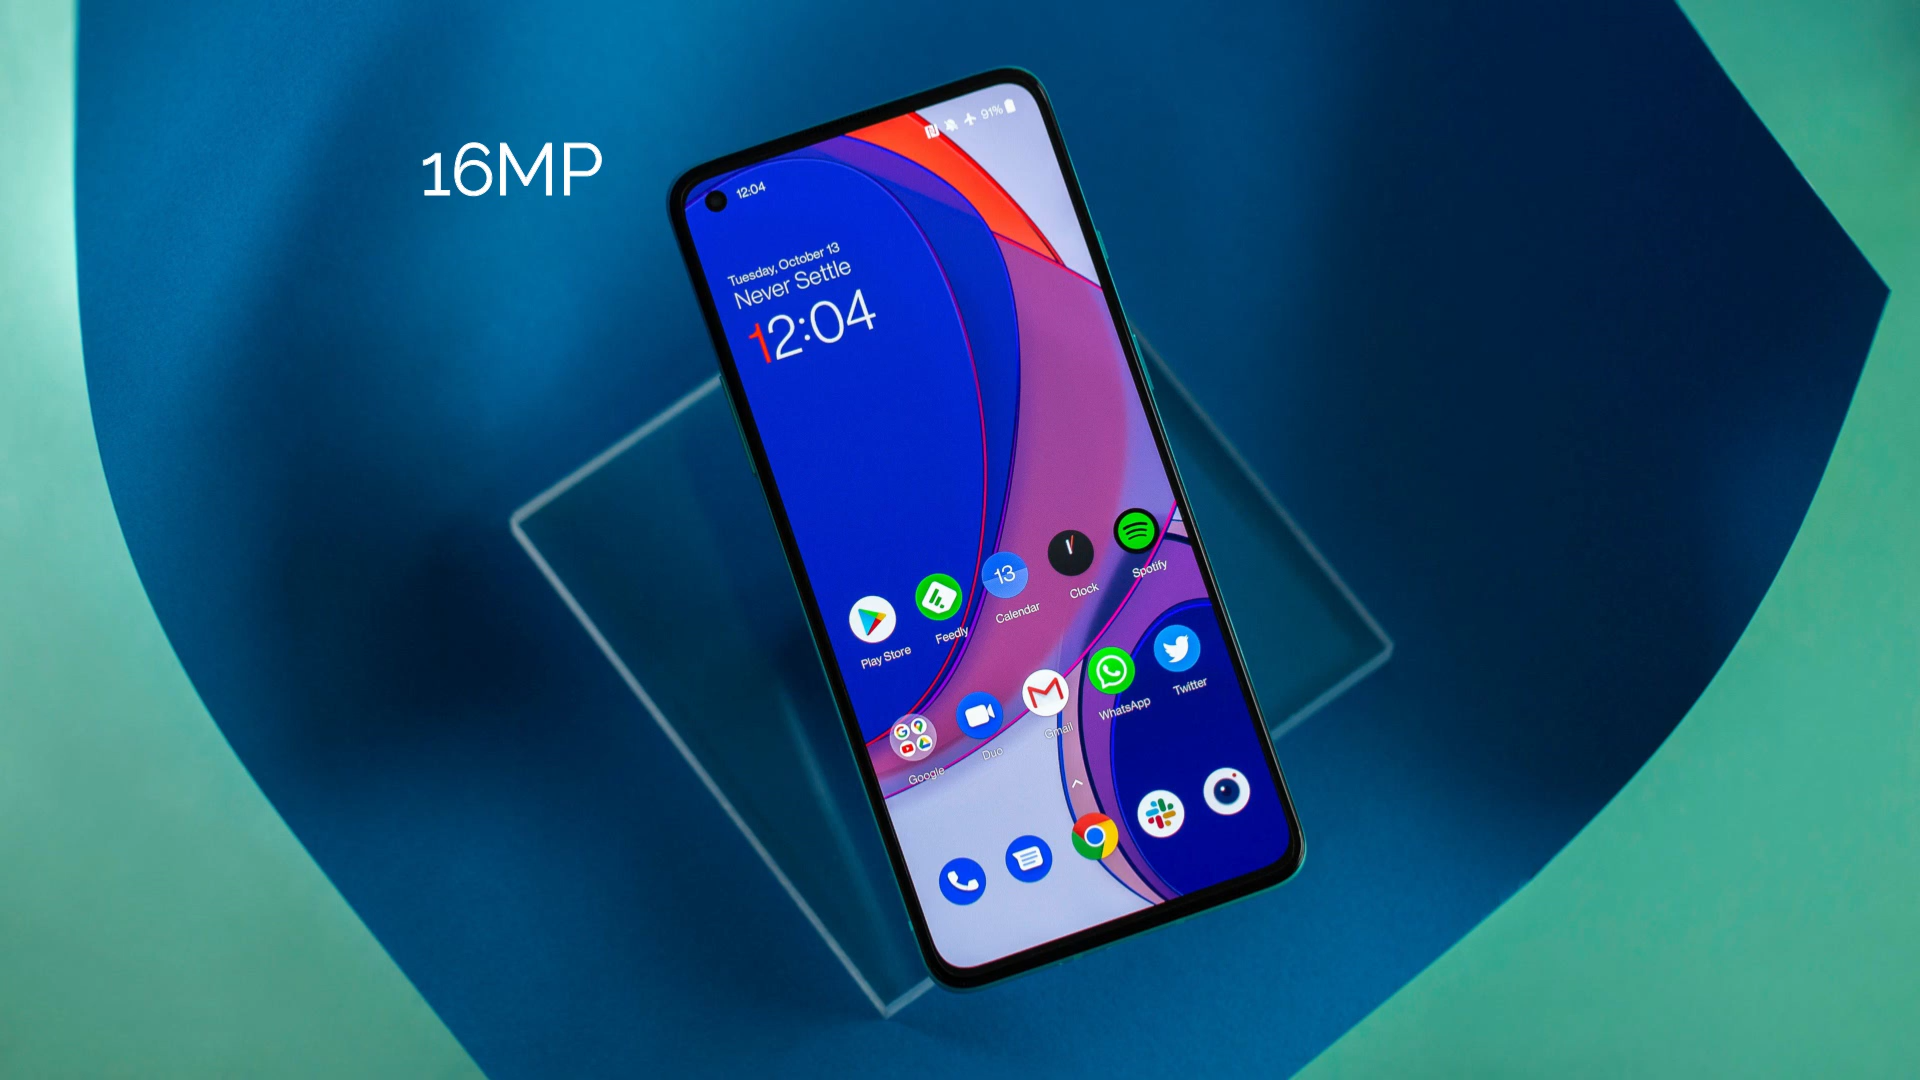 16MP
12:04
91%
Tuesday, October 13
Never Settle
12:04
Play Store
Feedly
13
Calendar
Clock
Spotify
Google
Duo
Gmail
WhatsApp
Twitter